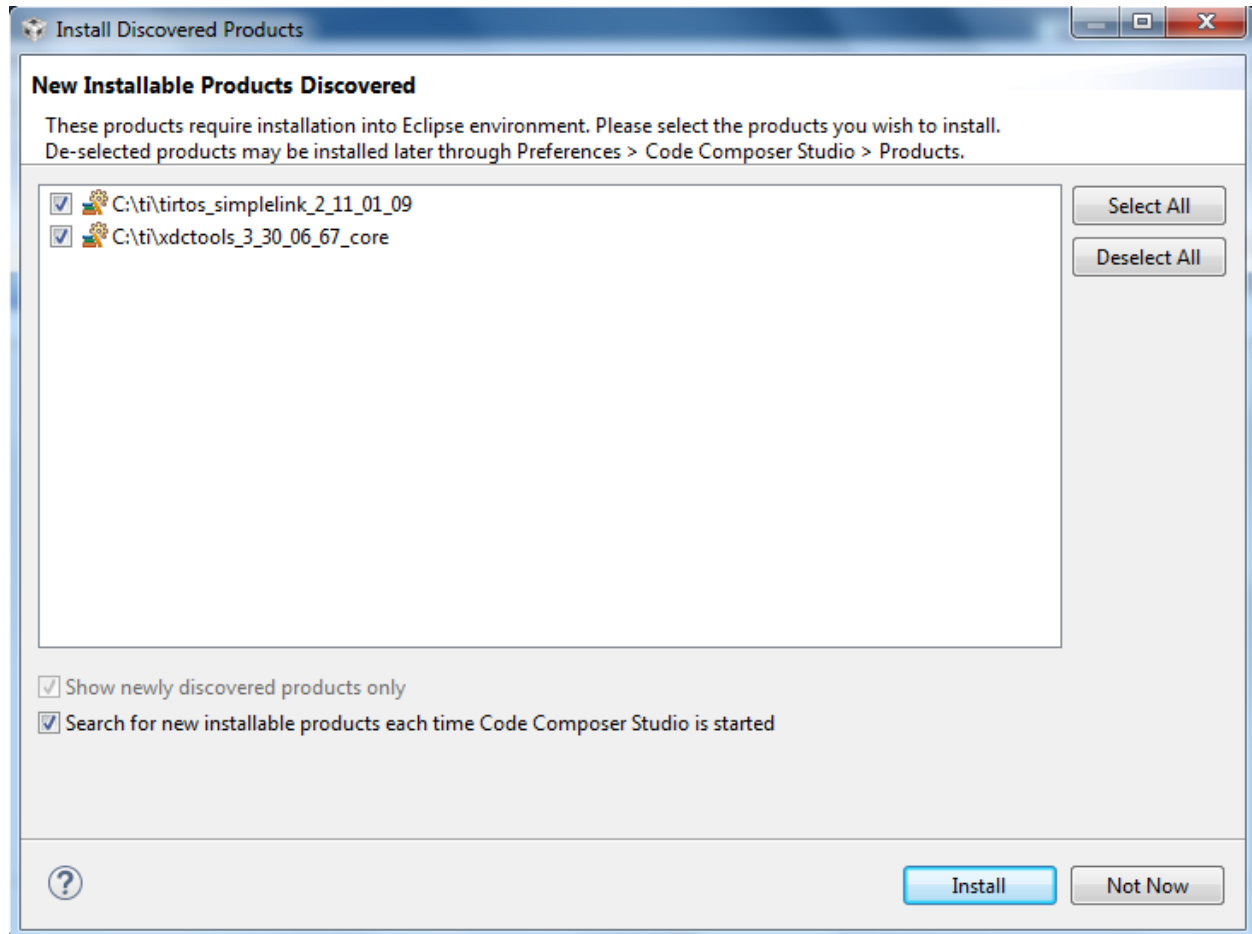 Install Discovered Products
New Installable Products Discovered
These products require installation into Eclipse environment. Please select the products you wish to install.
De-selected products may be installed later through Preferences > Code Composer Studio > Products.
C:\ti\tirtos_simplelink_2_11_01_09
C:\ti\xdctools_3_30_06_67_core
Select All
Deselect All
Show newly discovered products only
Search for new installable products each time Code Composer Studio is started
?
Install
Not Now